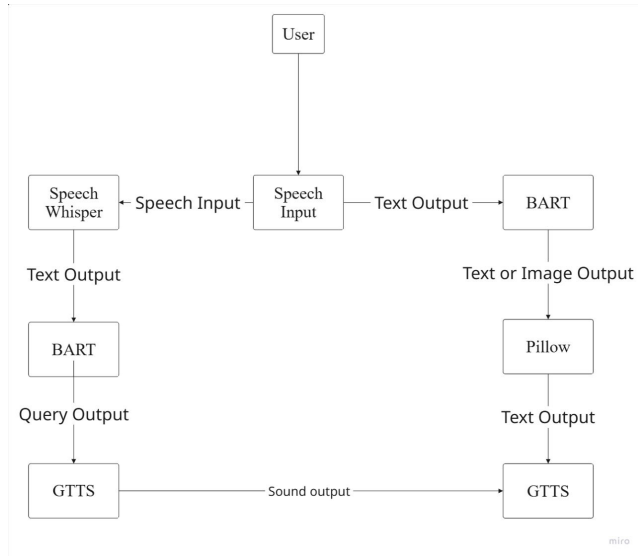 User
Speech
Whisper
Speech Input
Speech
Input
Text Output
BART
Text Output
Text or Image Output
BART
Pillow
Query Output
Text Output
GTTS
Sound output
GTTS
miro